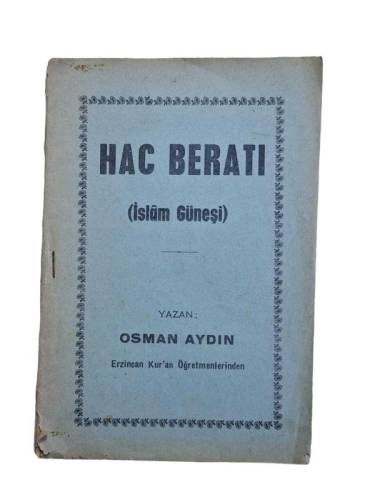 HAC BERATI
(İslâm Güneşi)
YAZAN:
OSMAN AYDIN
Erzincan Kur'an Öğretmenlerinden